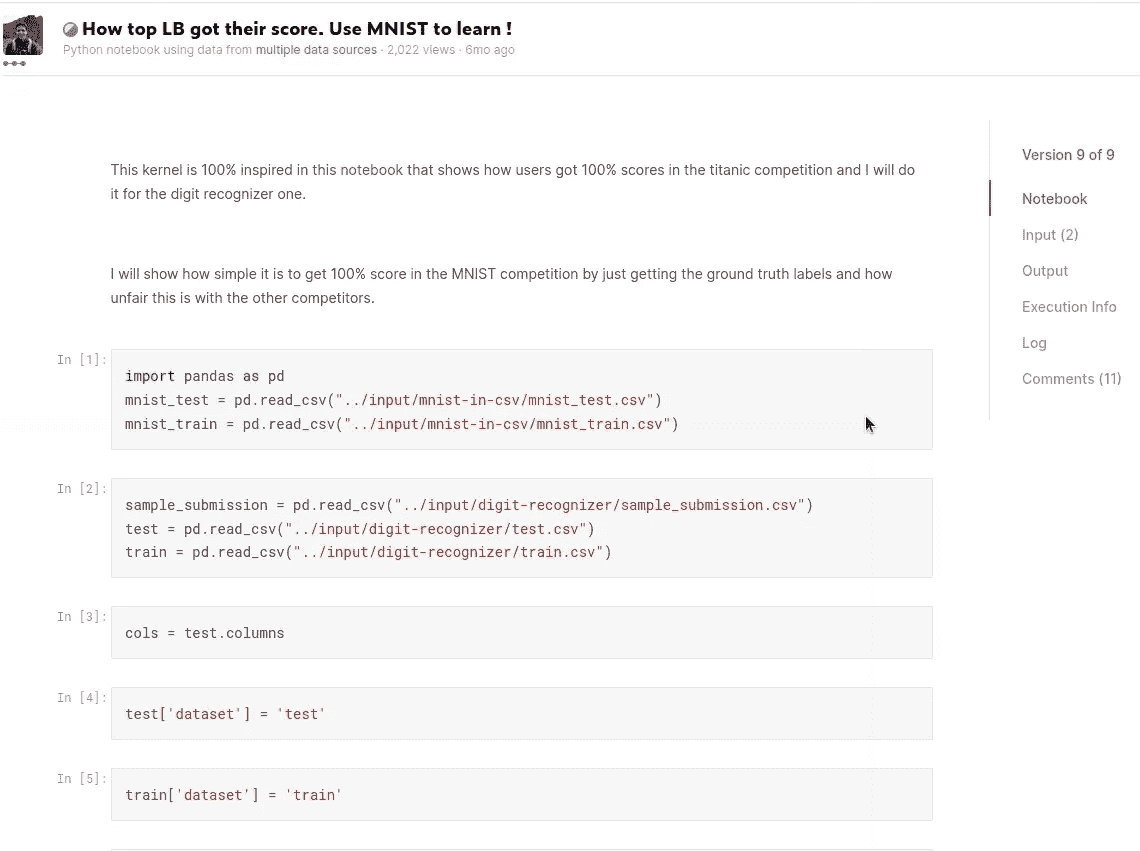 How top LB got their score. Use MNIST to learn !
Python notebook using data from multiple data sources · 2,022 views · 6mo ago
This kernel is 100% inspired in this notebook that shows how users got 100% scores in the titanic competition and I will do
it for the digit recognizer one.
I will show how simple it is to get 100% score in the MNIST competition by just getting the ground truth labels and how
unfair this is with the other competitors.
In [1]:
import pandas as pd
mnist_test = pd.read_csv("../input/mnist-in-csv/mnist_test.csv")
mnist_train = pd.read_csv("../input/mnist-in-csv/mnist_train.csv")
In [2]:
sample_submission = pd.read_csv("../input/digit-recognizer/sample_submission.csv")
test = pd.read_csv("../input/digit-recognizer/test.csv")
train = pd.read_csv("../input/digit-recognizer/train.csv")
In [3]:
cols = test.columns
In [4]:
test['dataset'] = 'test'
In [5]:
train['dataset'] = 'train'
Version 9 of 9
Notebook
Input (2)
Output
Execution Info
Log
Comments (11)